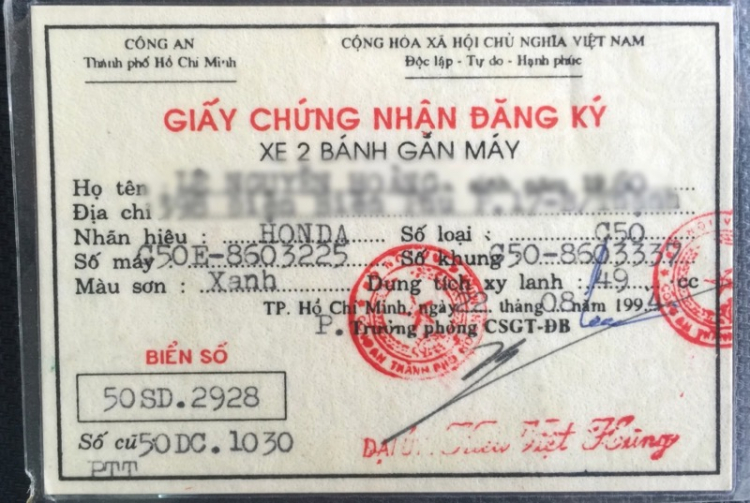 CÔNG AN
Thành phố Hồ Chí Minh
CỘNG HÒA XÃ HỘI CHỦ NGHĨA VIỆT NAM
Độc lập - Tự do - Hạnh phúc
GIẤY CHỨNG NHẬN ĐĂNG KÝ
XE 2 BÁNH GẮN MÁY
Họ tên
Địa chỉ
Nhãn hiệu : HONDA Số loại : C50
Số máy C50E-8603225 Số khung C50-8603339
Màu sơn : Xanh Dung tích xy lanh : 49 cc
TP. Hồ Chí Minh, ngày tháng 08 năm 1994
P. Trưởng phòng CSGT-ĐB
BIỂN SỐ
50SD.2928
Số cũ 50DC.1030
PTT
Việt Hùng